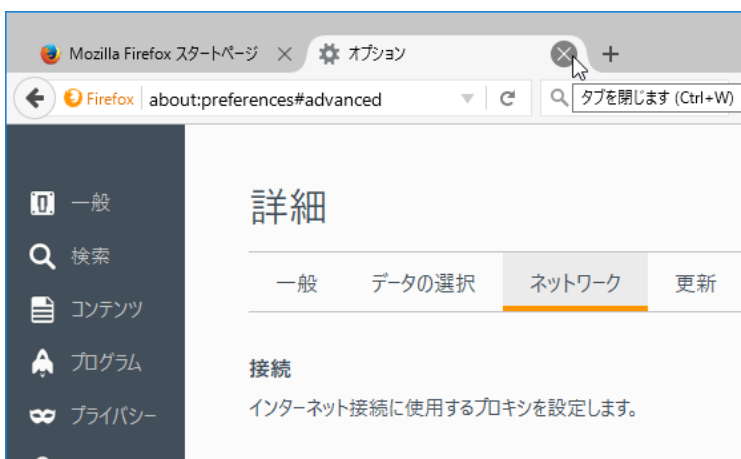 Mozilla Firefox スタートページ
オプション
Firefox about:preferences#advanced
タブを閉じます (Ctrl+W)
一般
検索
コンテンツ
プログラム
プライバシー
詳細
一般 データの選択 ネットワーク 更新
接続
インターネット接続に使用するプロキシを設定します。